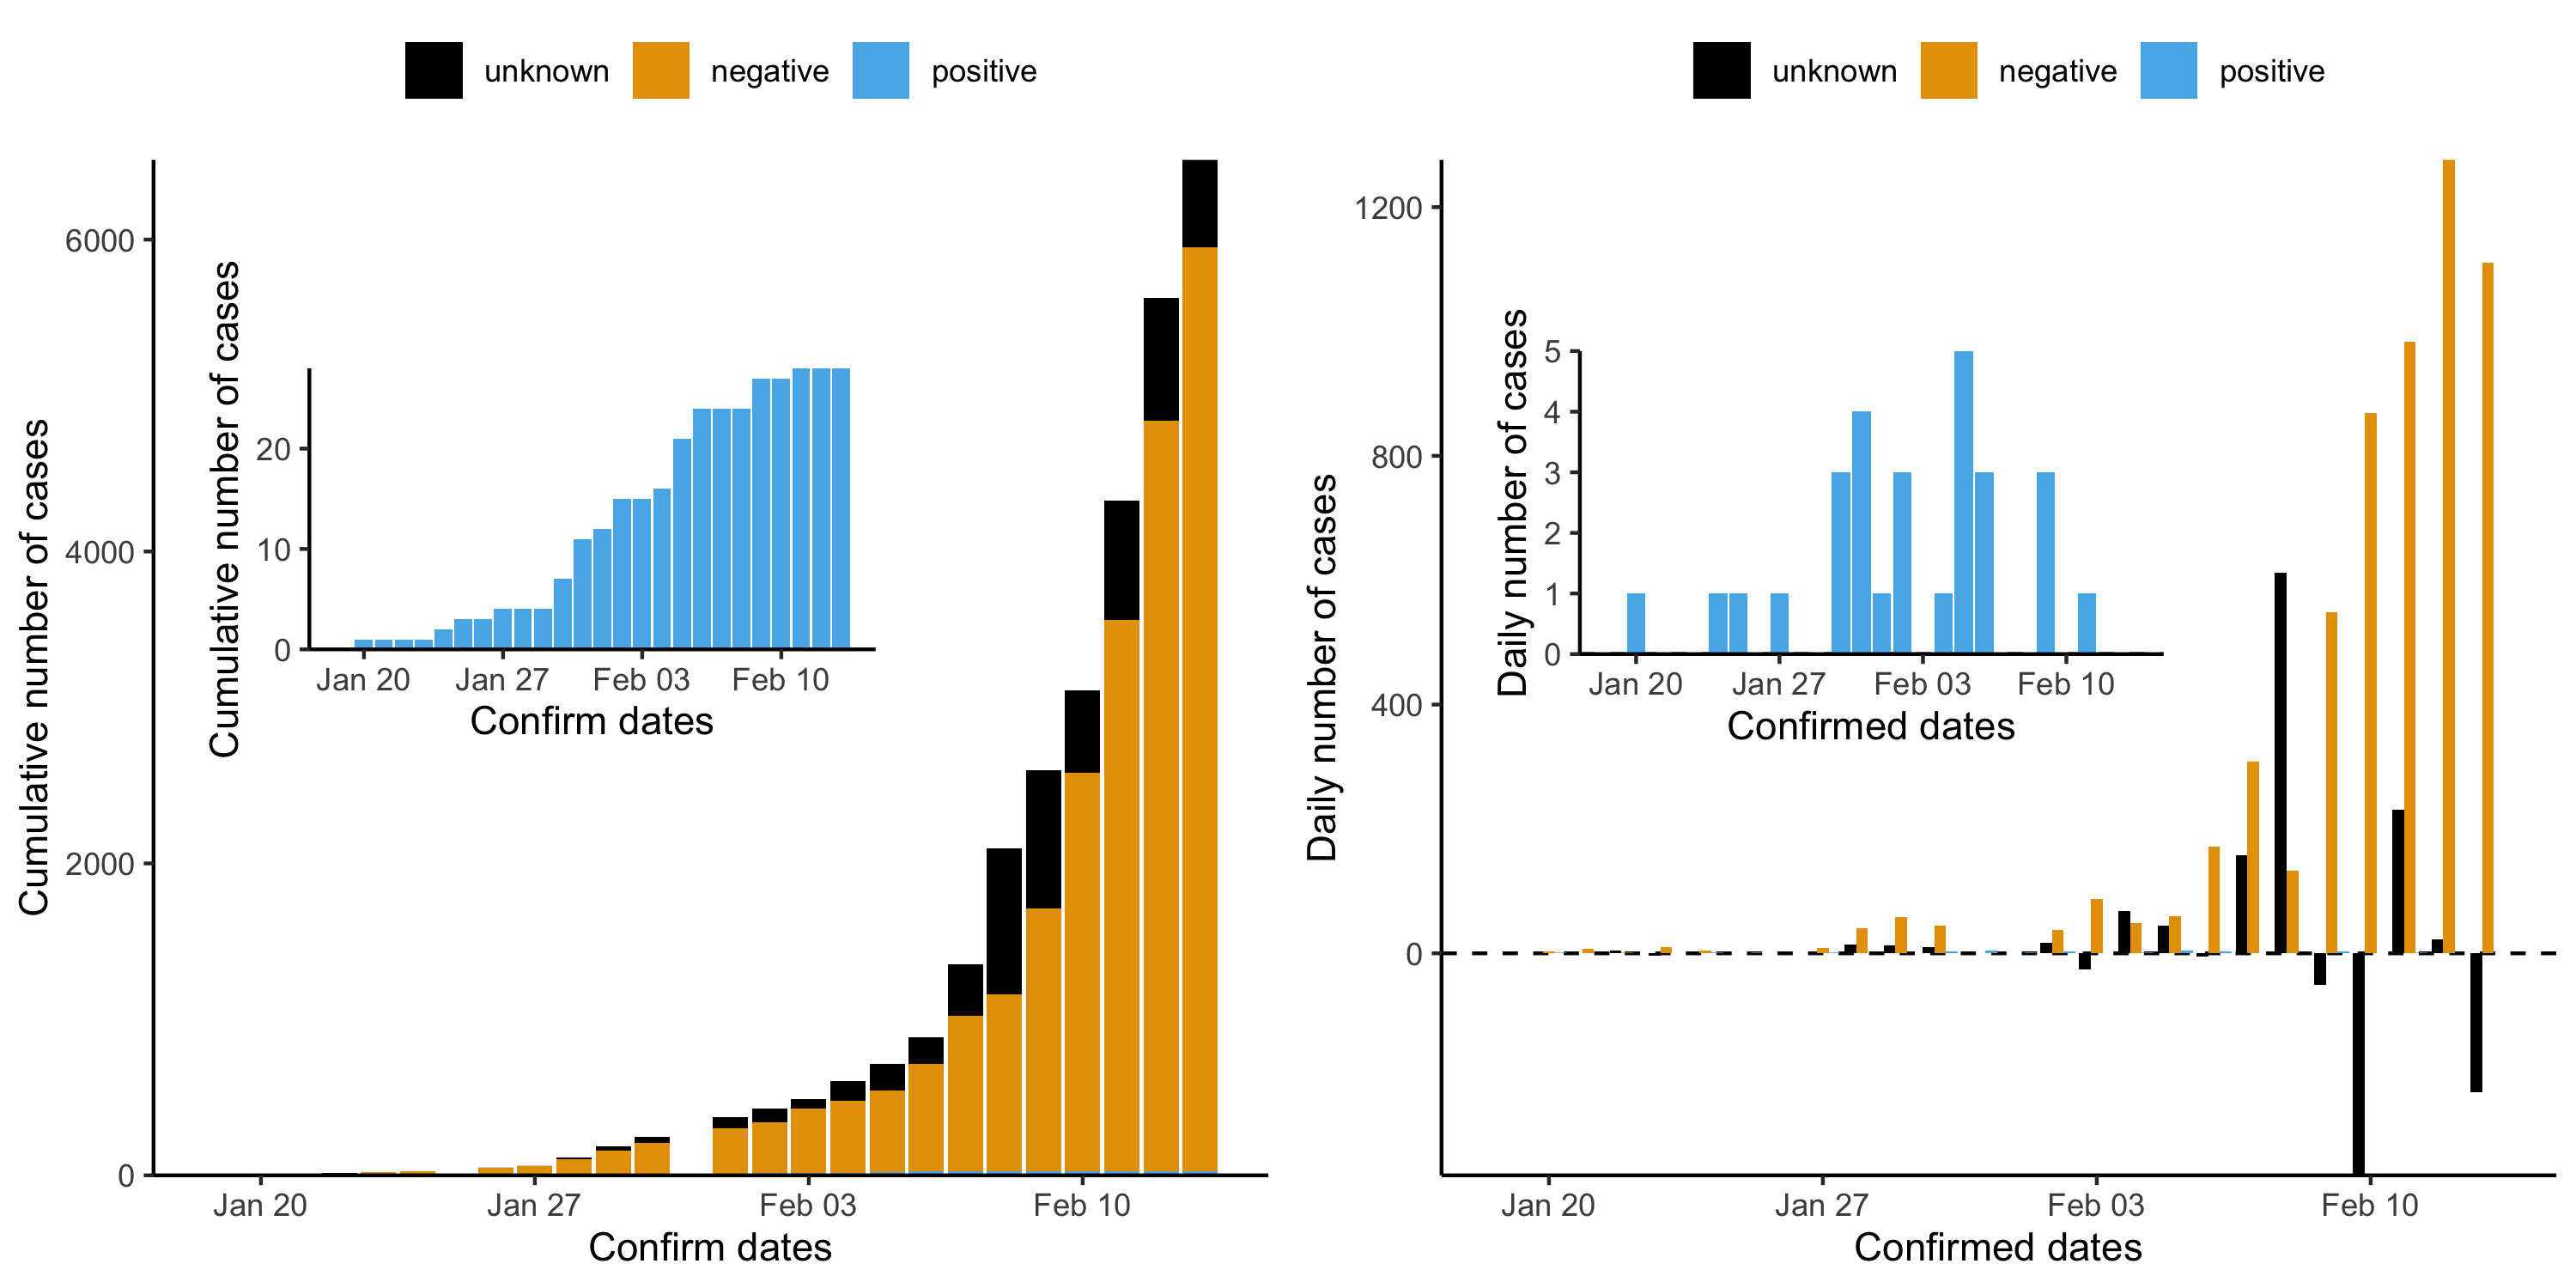 unknown negative positive
6000
4000
2000
0
Cumulative number of cases
Jan 20 Jan 27 Feb 03 Feb 10
Confirm dates
20
10
0
Cumulative number of cases
Jan 20 Jan 27 Feb 03 Feb 10
Confirm dates
unknown negative positive
1200
800
400
0
Daily number of cases
Jan 20 Jan 27 Feb 03 Feb 10
Confirmed dates
5
4
3
2
1
0
Daily number of cases
Jan 20 Jan 27 Feb 03 Feb 10
Confirmed dates